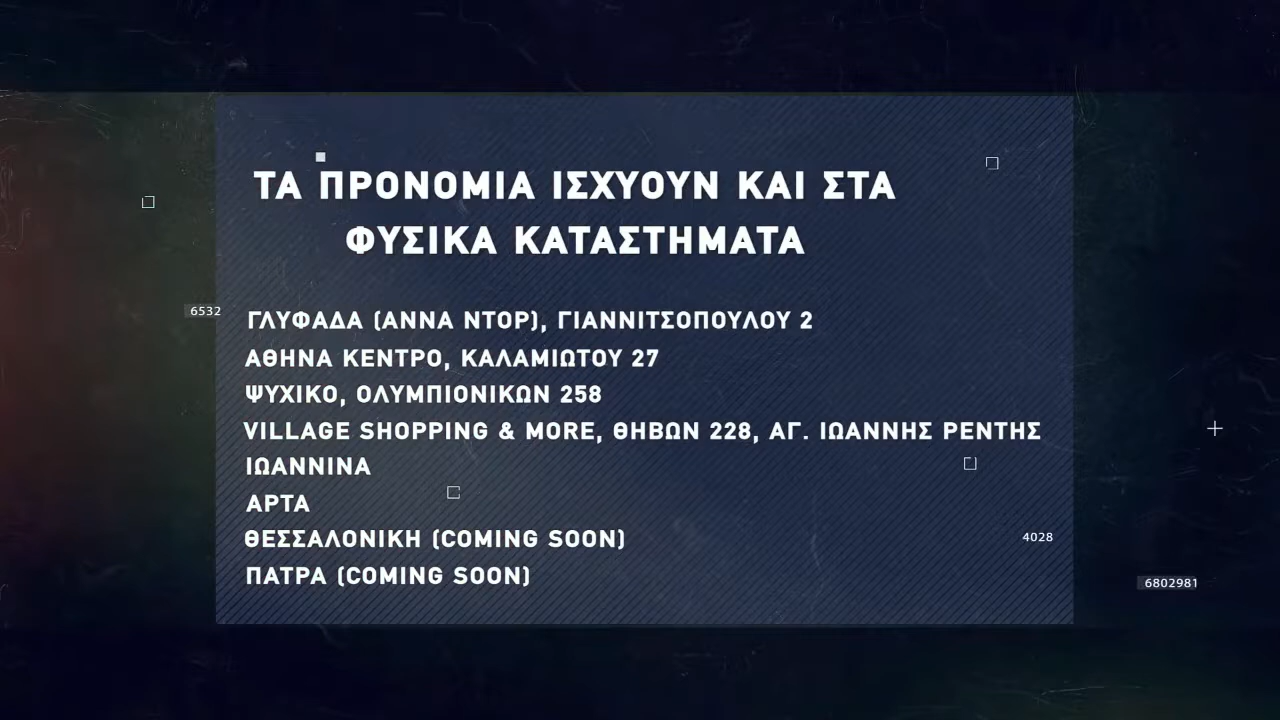 ΤΑ ΠΡΟΝΟΜΙΑ ΙΣΧΥΟΥΝ ΚΑΙ ΣΤΑ
ΦΥΣΙΚΑ ΚΑΤΑΣΤΗΜΑΤΑ
6532
ΓΛΥΦΑΔΑ (ΑΝΝΑ ΝΤΟΡ), ΓΙΑΝΝΙΤΣΟΠΟΥΛΟΥ 2
ΑΘΗΝΑ ΚΕΝΤΡΟ, ΚΑΛΑΜΙΩΤΟΥ 27
ΨΥΧΙΚΟ, ΟΛΥΜΠΙΟΝΙΚΩΝ 258
VILLAGE SHOPPING & MORE, ΘΗΒΩΝ 228, ΑΓ. ΙΩΑΝΝΗΣ ΡΕΝΤΗΣ
ΙΩΑΝΝΙΝΑ
ΑΡΤΑ
ΘΕΣΣΑΛΟΝΙΚΗ (COMING SOON)
4028
ΠΑΤΡΑ (COMING SOON)
6802981